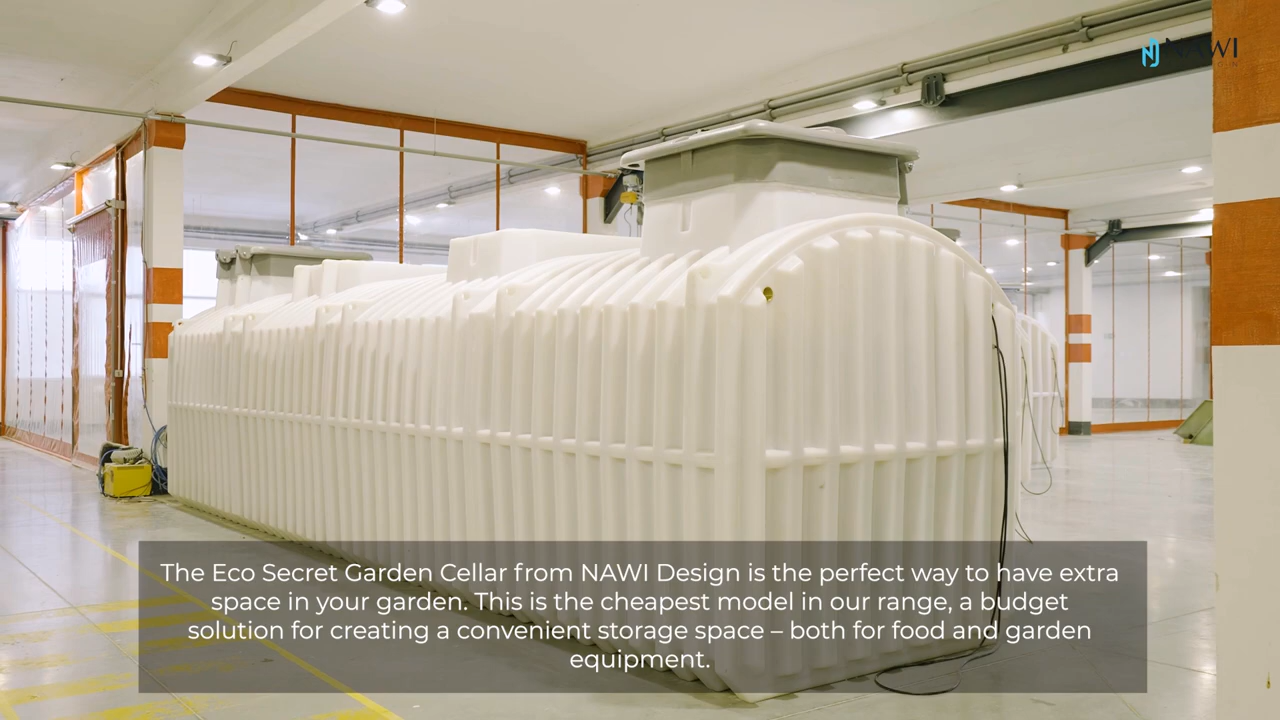 NAWI
The Eco Secret Garden Cellar from NAWI Design is the perfect way to have extra
space in your garden. This is the cheapest model in our range, a budget
solution for creating a convenient storage space – both for food and garden
equipment.